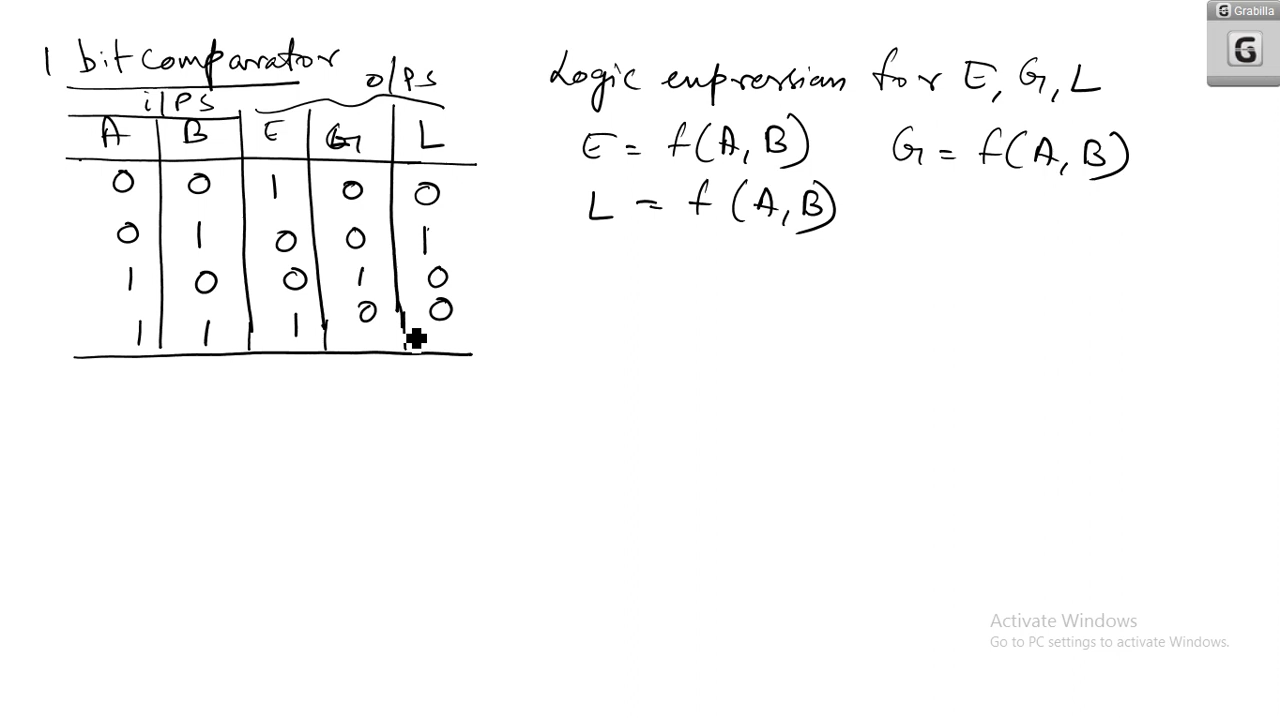 Grabilla
G
1 bit comparator
i/PS o/PS
A B E G L
0 0 1 0 0
0 1 0 0 1
1 0 0 1 0
1 1 1 0 0
Logic expression for E, G, L
E = f(A, B) G = f(A, B)
L = f (A, B)
Activate Windows
Go to PC settings to activate Windows.